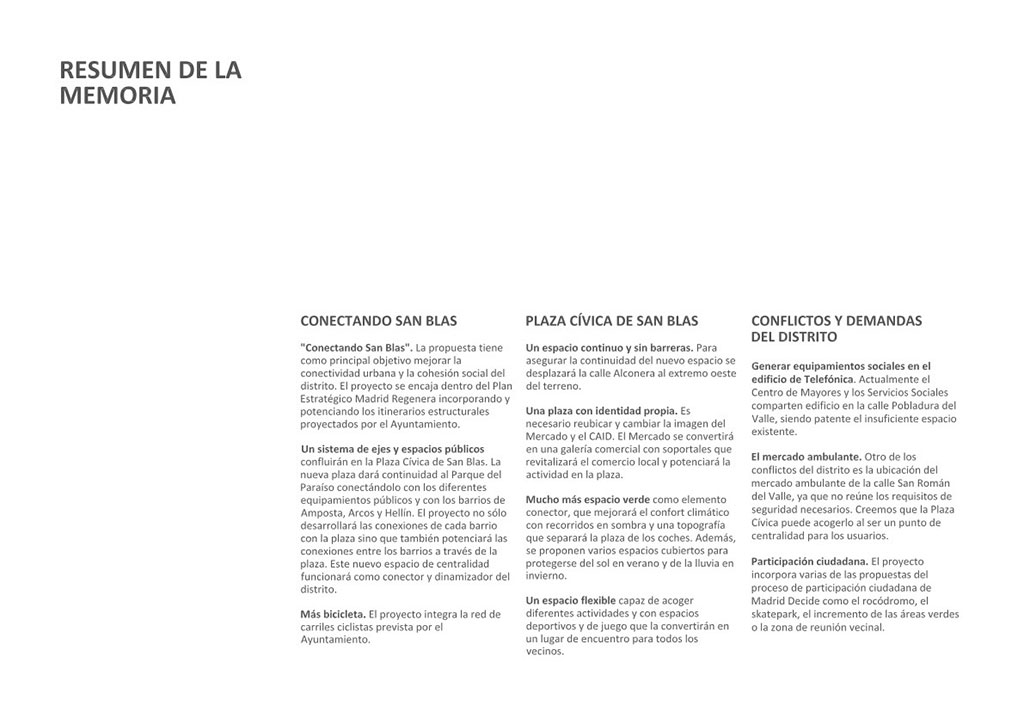 RESUMEN DE LA
MEMORIA
CONECTANDO SAN BLAS
"Conectando San Blas". La propuesta tiene
como principal objetivo mejorar la
conectividad urbana y la cohesión social del
distrito. El proyecto se encaja dentro del Plan
Estratégico Madrid Regenera incorporando y
potenciando los itinerarios estructurales
proyectados por el Ayuntamiento.
Un sistema de ejes y espacios públicos
confluirán en la Plaza Cívica de San Blas. La
nueva plaza dará continuidad al Parque del
Paraíso conectándolo con los diferentes
equipamientos públicos y con los barrios de
Amposta, Arcos y Hellín. El proyecto no sólo
desarrollará las conexiones de cada barrio
con la plaza sino que también potenciará las
conexiones entre los barrios a través de la
plaza. Este nuevo espacio de centralidad
funcionará como conector y dinamizador del
distrito.
Más bicicleta. El proyecto integra la red de
carriles ciclistas prevista por el
Ayuntamiento.
PLAZA CÍVICA DE SAN BLAS
Un espacio continuo y sin barreras. Para
asegurar la continuidad del nuevo espacio se
desplazará la calle Alconera al extremo oeste
del terreno.
Una plaza con identidad propia. Es
necesario reubicar y cambiar la imagen del
Mercado y el CAID. El Mercado se convertirá
en una galería comercial con soportales que
revitalizará el comercio local y potenciará la
actividad en la plaza.
Mucho más espacio verde como elemento
conector, que mejorará el confort climático
con recorridos en sombra y una topografía
que separará la plaza de los coches. Además,
se proponen varios espacios cubiertos para
protegerse del sol en verano y de la lluvia en
invierno.
Un espacio flexible capaz de acoger
diferentes actividades y con espacios
deportivos y de juego que la convertirán en
un lugar de encuentro para todos los
vecinos.
CONFLICTOS Y DEMANDAS
DEL DISTRITO
Generar equipamientos sociales en el
edificio de Telefónica. Actualmente el
Centro de Mayores y los Servicios Sociales
comparten edificio en la calle Pobladura del
Valle, siendo patente el insuficiente espacio
existente.
El mercado ambulante. Otro de los
conflictos del distrito es la ubicación del
mercado ambulante de la calle San Román
del Valle, ya que no reúne los requisitos de
seguridad necesarios. Creemos que la Plaza
Cívica puede acogerlo al ser un punto de
centralidad para los usuarios.
Participación ciudadana. El proyecto
incorpora varias de las propuestas del
proceso de participación ciudadana de
Madrid Decide como el rocódromo, el
skatepark, el incremento de las áreas verdes
o la zona de reunión vecinal.